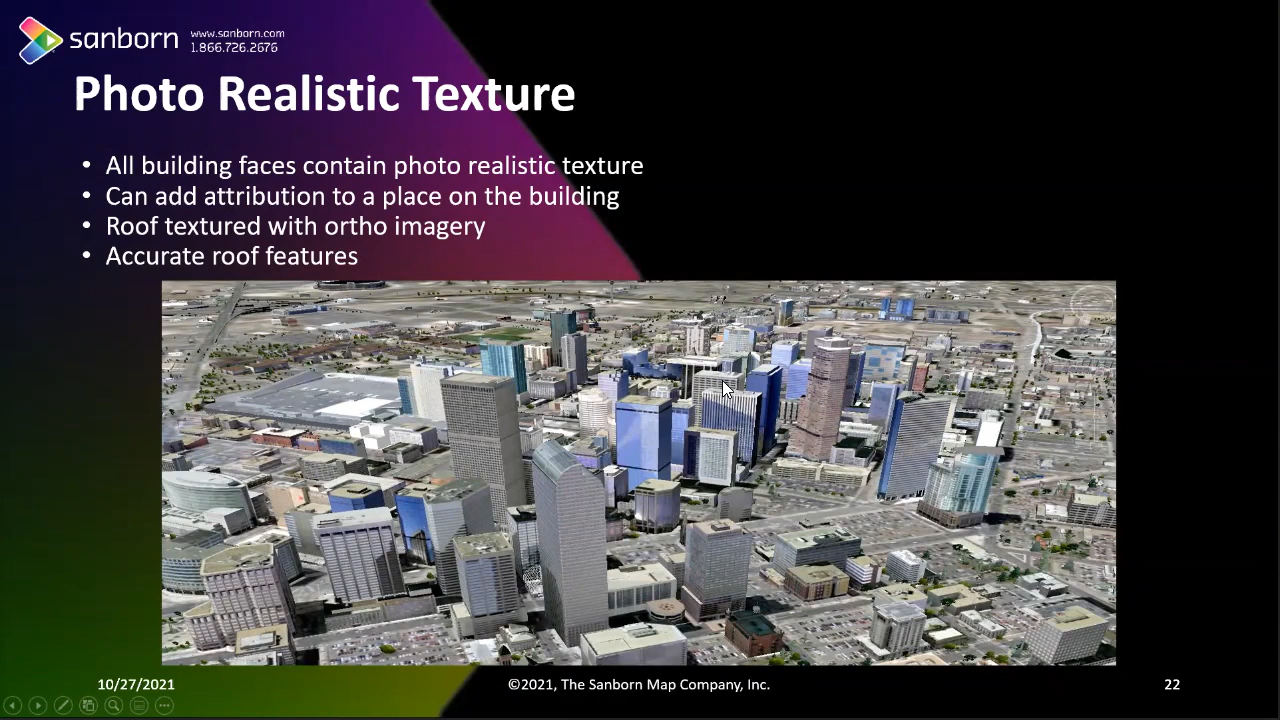 sanborn
www.sanborn.com
1.866.726.2676
Photo Realistic Texture
• All building faces contain photo realistic texture
• Can add attribution to a place on the building
• Roof textured with ortho imagery
• Accurate roof features
10/27/2021
©2021, The Sanborn Map Company, Inc.
22